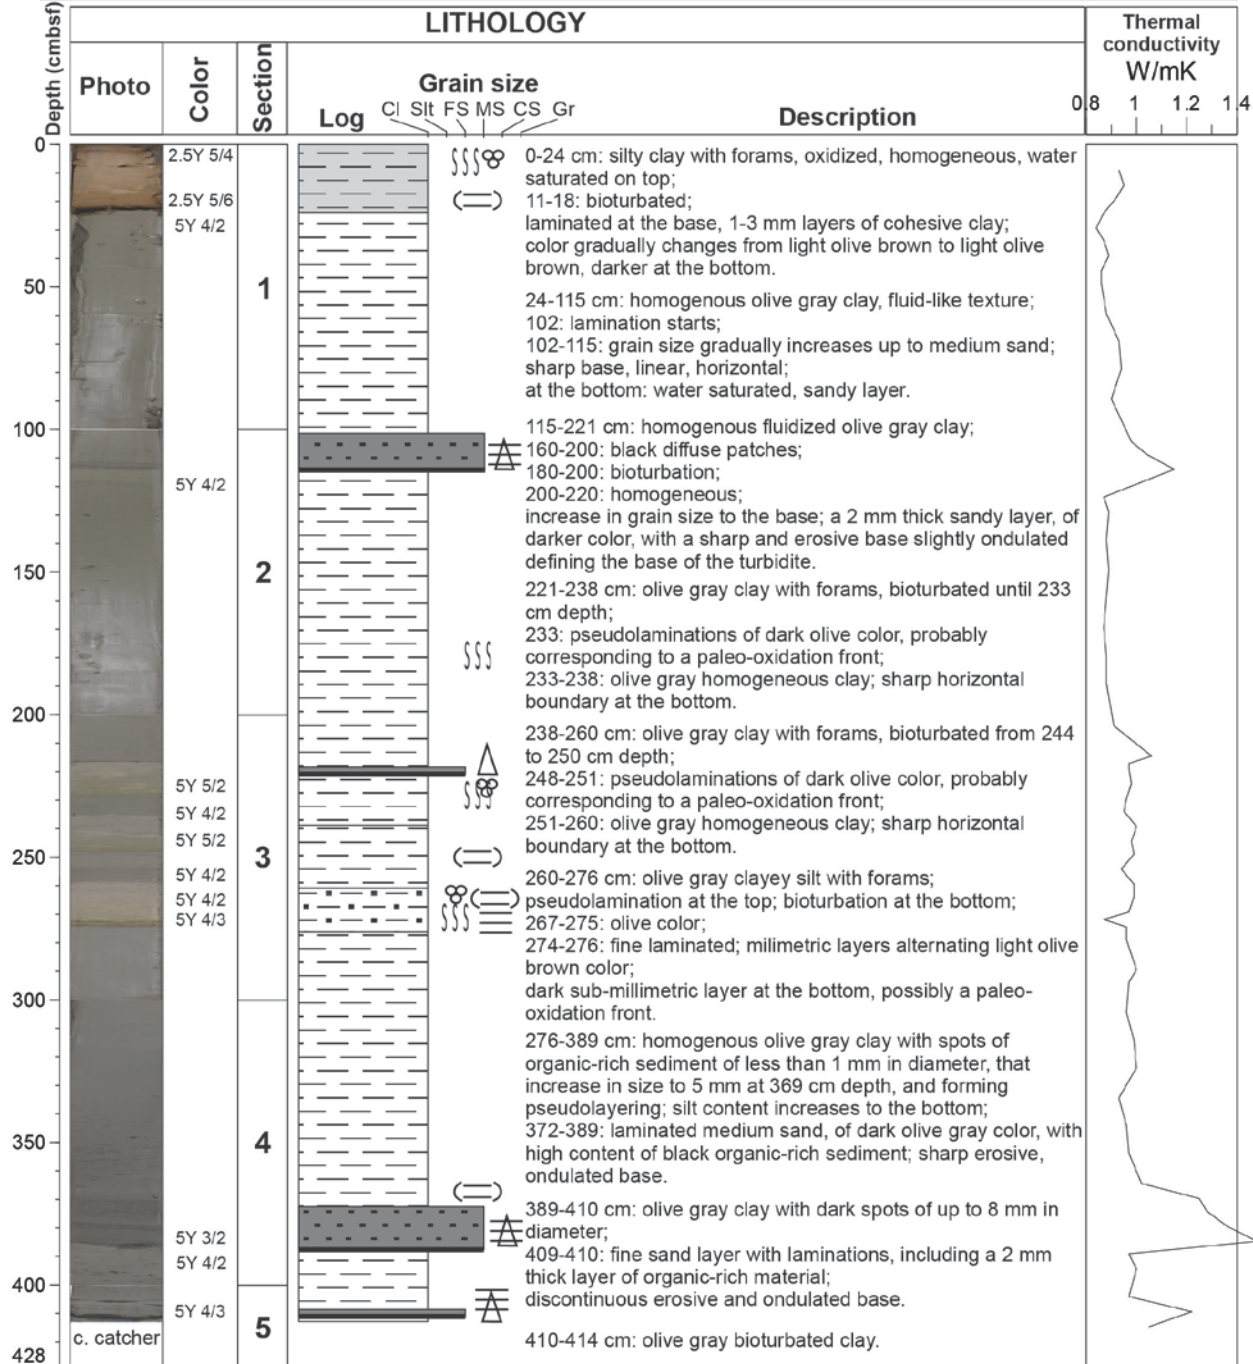 LITHOLOGY
Depth (cmbsf)
Photo
Color
Section
Log
Grain size
Cl Slt FS MS CS Gr
Description
Thermal
conductivity
W/mK
0.8 1 1.2 1.4
0
50
100
150
200
250
300
350
400
428
c. catcher
2.5Y 5/4
2.5Y 5/6
5Y 4/2
5Y 4/2
5Y 5/2
5Y 4/2
5Y 5/2
5Y 4/2
5Y 4/2
5Y 4/3
5Y 3/2
5Y 4/2
5Y 4/3
1
2
3
4
5
0-24 cm: silty clay with forams, oxidized, homogeneous, water
saturated on top;
11-18: bioturbated;
laminated at the base, 1-3 mm layers of cohesive clay;
color gradually changes from light olive brown to light olive
brown, darker at the bottom.
24-115 cm: homogenous olive gray clay, fluid-like texture;
102: lamination starts;
102-115: grain size gradually increases up to medium sand;
sharp base, linear, horizontal;
at the bottom: water saturated, sandy layer.
115-221 cm: homogenous fluidized olive gray clay;
160-200: black diffuse patches;
180-200: bioturbation;
200-220: homogeneous;
increase in grain size to the base; a 2 mm thick sandy layer, of
darker color, with a sharp and erosive base slightly ondulated
defining the base of the turbidite.
221-238 cm: olive gray clay with forams, bioturbated until 233
cm depth;
233: pseudolaminations of dark olive color, probably
corresponding to a paleo-oxidation front;
233-238: olive gray homogeneous clay; sharp horizontal
boundary at the bottom.
238-260 cm: olive gray clay with forams, bioturbated from 244
to 250 cm depth;
248-251: pseudolaminations of dark olive color, probably
corresponding to a paleo-oxidation front;
251-260: olive gray homogeneous clay; sharp horizontal
boundary at the bottom.
260-276 cm: olive gray clayey silt with forams;
pseudolamination at the top; bioturbation at the bottom;
267-275: olive color;
274-276: fine laminated; milimetric layers alternating light olive
brown color;
dark sub-millimetric layer at the bottom, possibly a paleo-
oxidation front.
276-389 cm: homogenous olive gray clay with spots of
organic-rich sediment of less than 1 mm in diameter, that
increase in size to 5 mm at 369 cm depth, and forming
pseudolayering; silt content increases to the bottom;
372-389: laminated medium sand, of dark olive gray color, with
high content of black organic-rich sediment; sharp erosive,
ondulated base.
389-410 cm: olive gray clay with dark spots of up to 8 mm in
diameter;
409-410: fine sand layer with laminations, including a 2 mm
thick layer of organic-rich material;
discontinuous erosive and ondulated base.
410-414 cm: olive gray bioturbated clay.